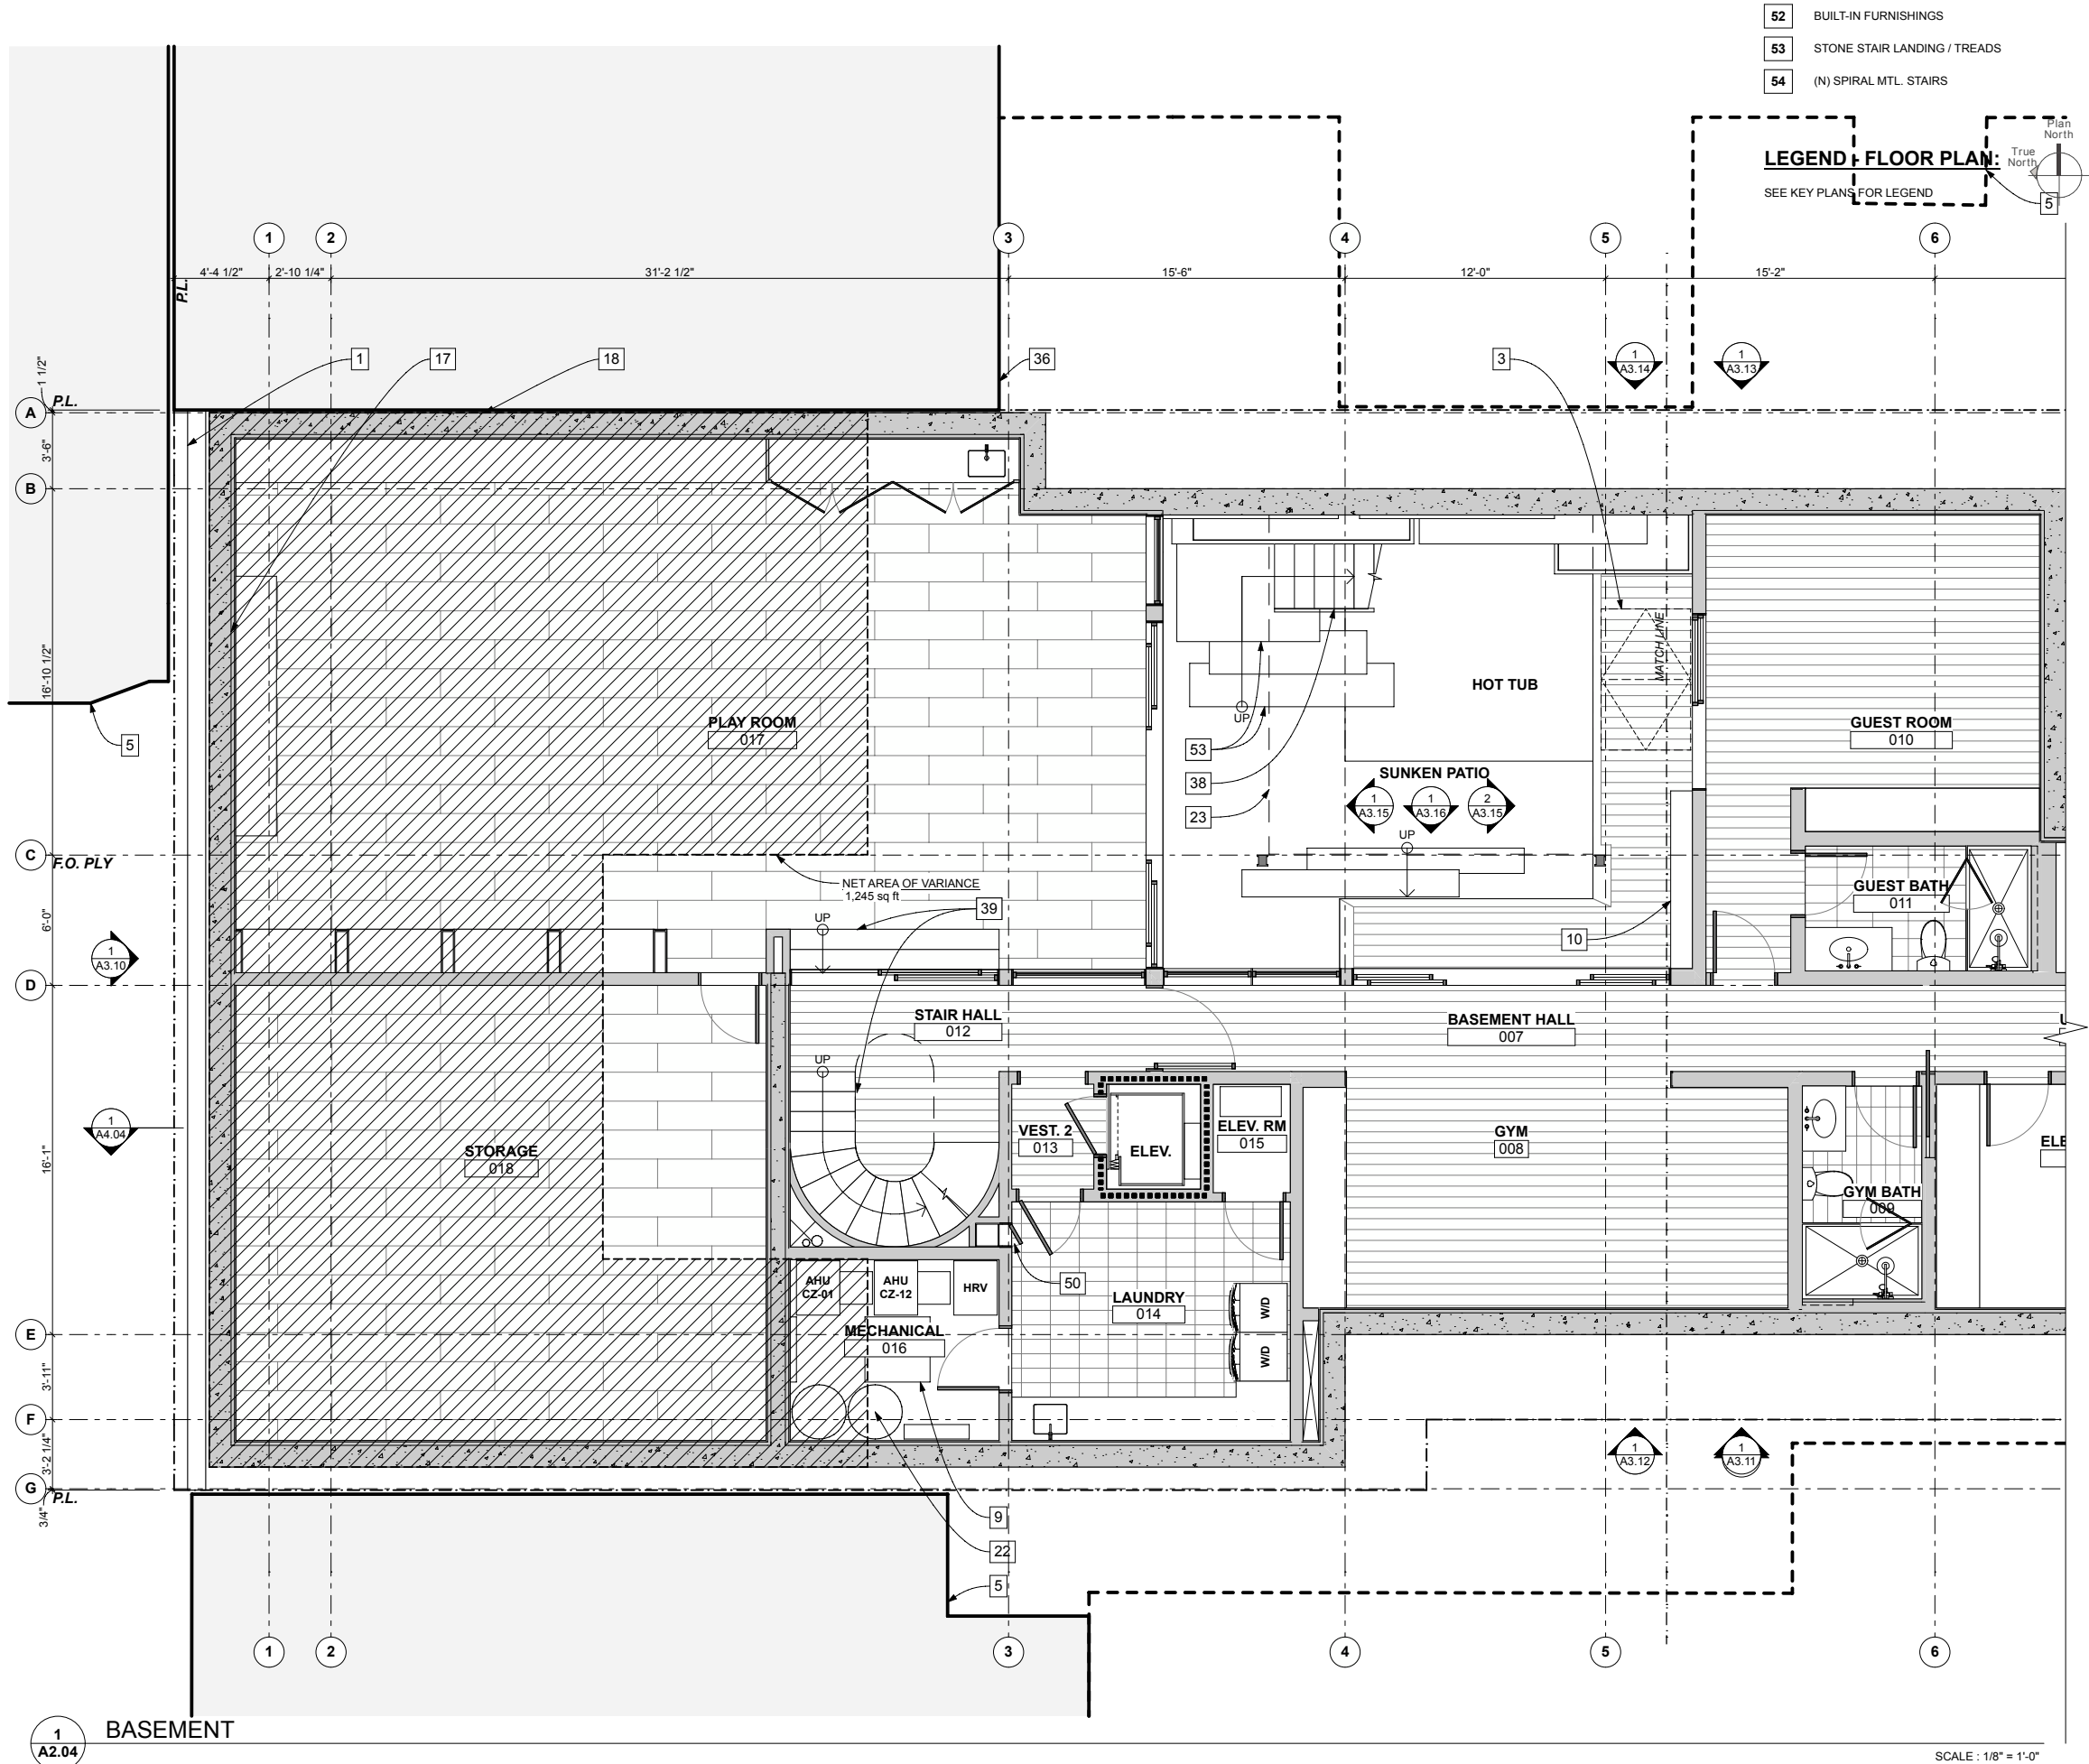 52 BUILT-IN FURNISHINGS
53 STONE STAIR LANDING / TREADS
54 (N) SPIRAL MTL. STAIRS
Plan
North
True
North
LEGEND - FLOOR PLAN:
SEE KEY PLANS FOR LEGEND
5
1 2 3 4 5 6
4'-4 1/2" 2'-10 1/4" 31'-2 1/2" 15'-6" 12'-0" 15'-2"
P.L.
1 17 18 36 3
1
A3.14
1
A3.13
1 1/2"
P.L.
A
3'-6"
B
16'-10 1/2"
MATCH LINE
HOT TUB
PLAY ROOM
017
GUEST ROOM
010
UP
5
53
38
23
SUNKEN PATIO
1
A3.15
1
A3.16
2
A3.15
UP
C
F.O. PLY
NET AREA OF VARIANCE
1,245 sq ft
GUEST BATH
011
39
UP
6'-0"
10
1
A3.10
D
STAIR HALL
012
BASEMENT HALL
007
U
UP
1
A4.04
16'-1"
STORAGE
018
VEST. 2
013
ELEV.
ELEV. RM
015
GYM
008
ELE
GYM BATH
009
50
AHU
CZ-01
AHU
CZ-12
HRV
LAUNDRY
014
W/D
W/D
E
MECHANICAL
016
3'-11"
F
3'-2 1/4"
1
A3.12
1
A3.11
G
P.L.
3/4"
9
22
5
1 2 3 4 5 6
1
A2.04
BASEMENT
SCALE : 1/8" = 1'-0"